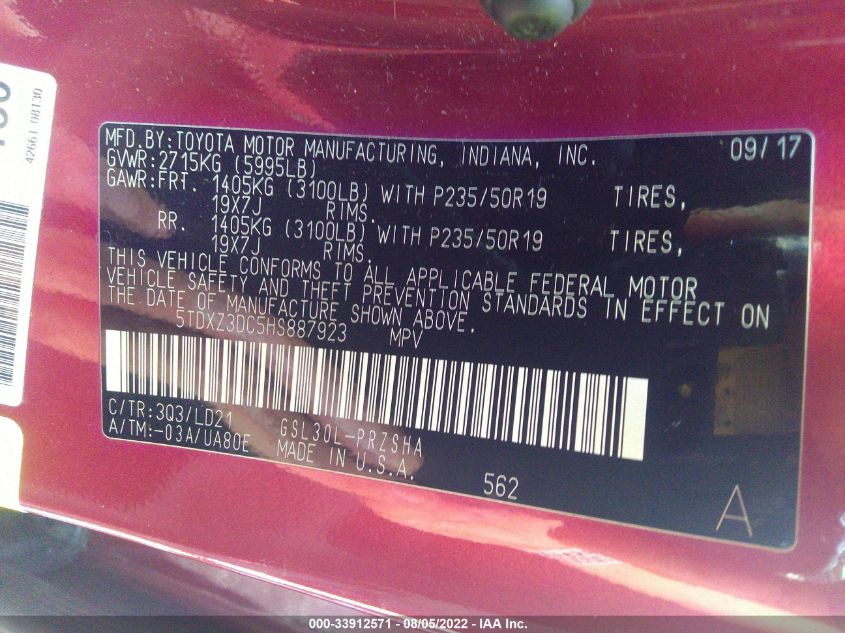 42661 08130
MFD.BY:TOYOTA MOTOR MANUFACTURING, INDIANA, INC. 09/17
GVWR:2715KG (5995LB)
GAWR:FRT. 1405KG (3100LB) WITH P235/50R19 TIRES,
19X7J RIMS.
RR. 1405KG (3100LB) WITH P235/50R19 TIRES,
19X7J RIMS.
THIS VEHICLE CONFORMS TO ALL APPLICABLE FEDERAL MOTOR
VEHICLE SAFETY AND THEFT PREVENTION STANDARDS IN EFFECT ON
THE DATE OF MANUFACTURE SHOWN ABOVE.
5TDXZ3DC5HS887923 MPV
C/TR:3Q3/LD21 GSL30L-PRZSHA
A/TM:-03A/UA80E MADE IN U.S.A.
562
A
000-33912571 - 08/05/2022 - IAA Inc.